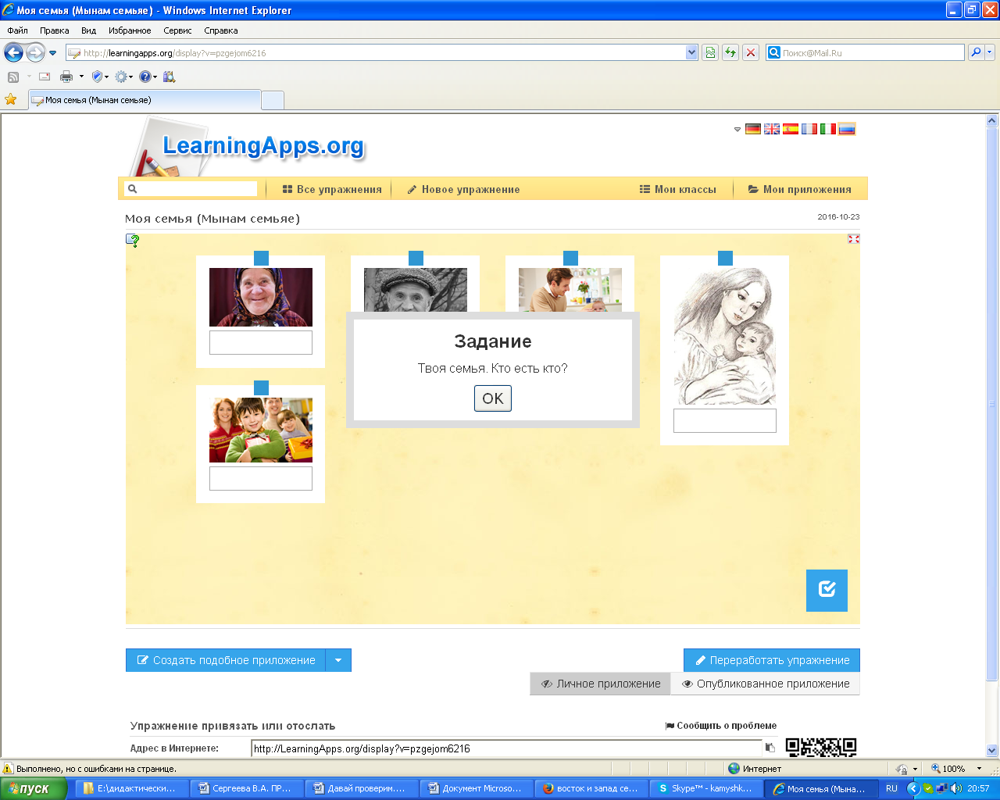 Моя семья (Мынам семьяе) - Windows Internet Explorer
Файл Правка Вид Избранное Сервис Справка
http://learningapps.org/display?v=pzgejom6216
Поиск@Mail.Ru
Моя семья (Мынам семьяе)
LearningApps.org
Все упражнения
Новое упражнение
Мои классы
Мои приложения
Моя семья (Мынам семьяе)
2016-10-23
Задание
Твоя семья. Кто есть кто?
OK
Создать подобное приложение
Переработать упражнение
Личное приложение
Опубликованное приложение
Упражнение привязать или отослать
Сообщить о проблеме
Адрес в Интернете:
http://LearningApps.org/display?v=pzgejom6216
Выполнено, но с ошибками на странице.
Интернет
100%
пуск
E:\дидактически...
Сергеева В.А. ПР...
Давай проверим....
Документ Microso...
восток и запад се...
Skype™ - kamyshk...
Моя семья (Мына...
RU
20:57